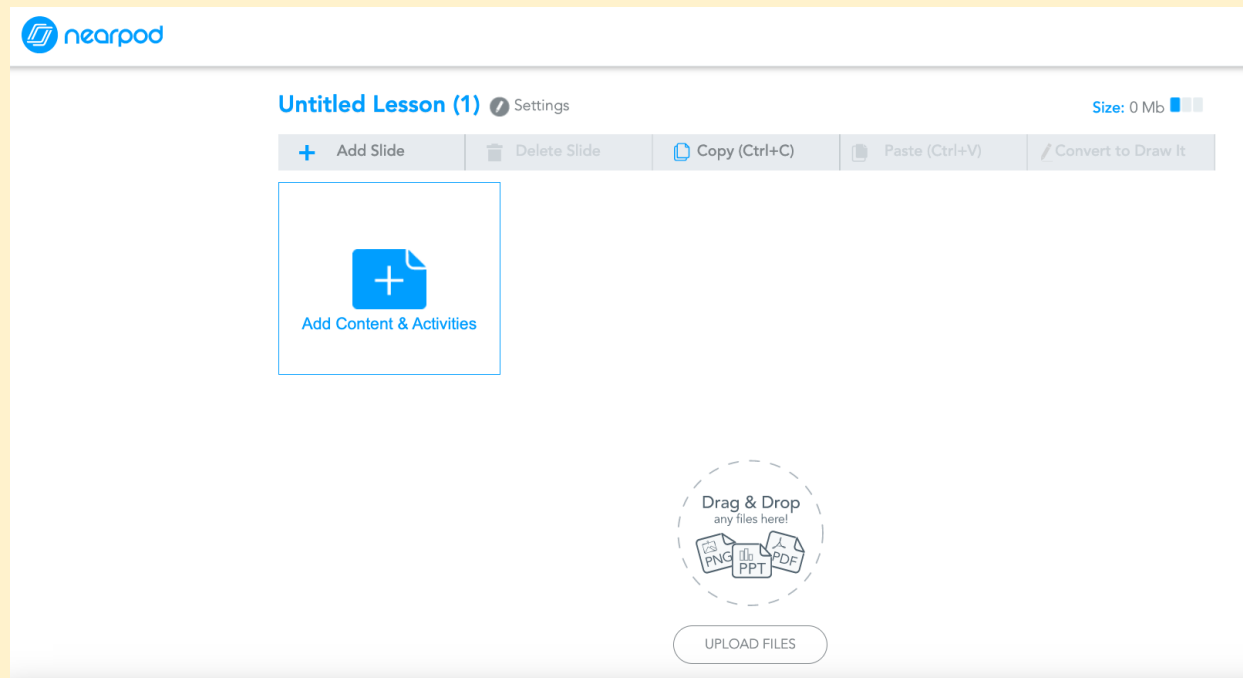 nearpod
Untitled Lesson (1) Settings
Size: 0 Mb
Add Slide Delete Slide Copy (Ctrl+C) Paste (Ctrl+V) Convert to Draw It
Add Content & Activities
Drag & Drop
any files here!
PNG PPT PDF
UPLOAD FILES